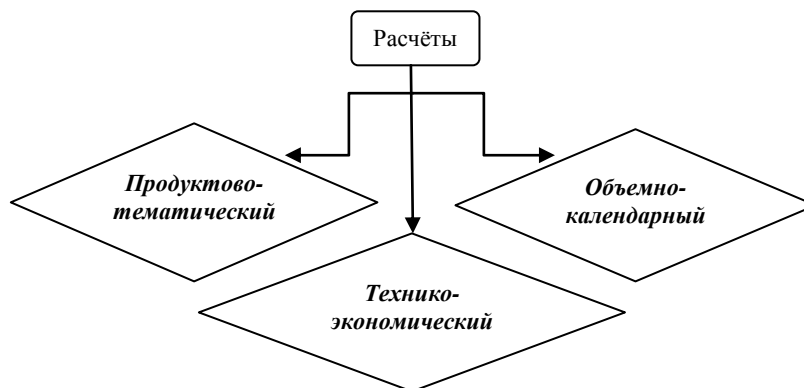 Расчёты
Продуктово-
тематический
Объемно-
календарный
Технико-
экономический